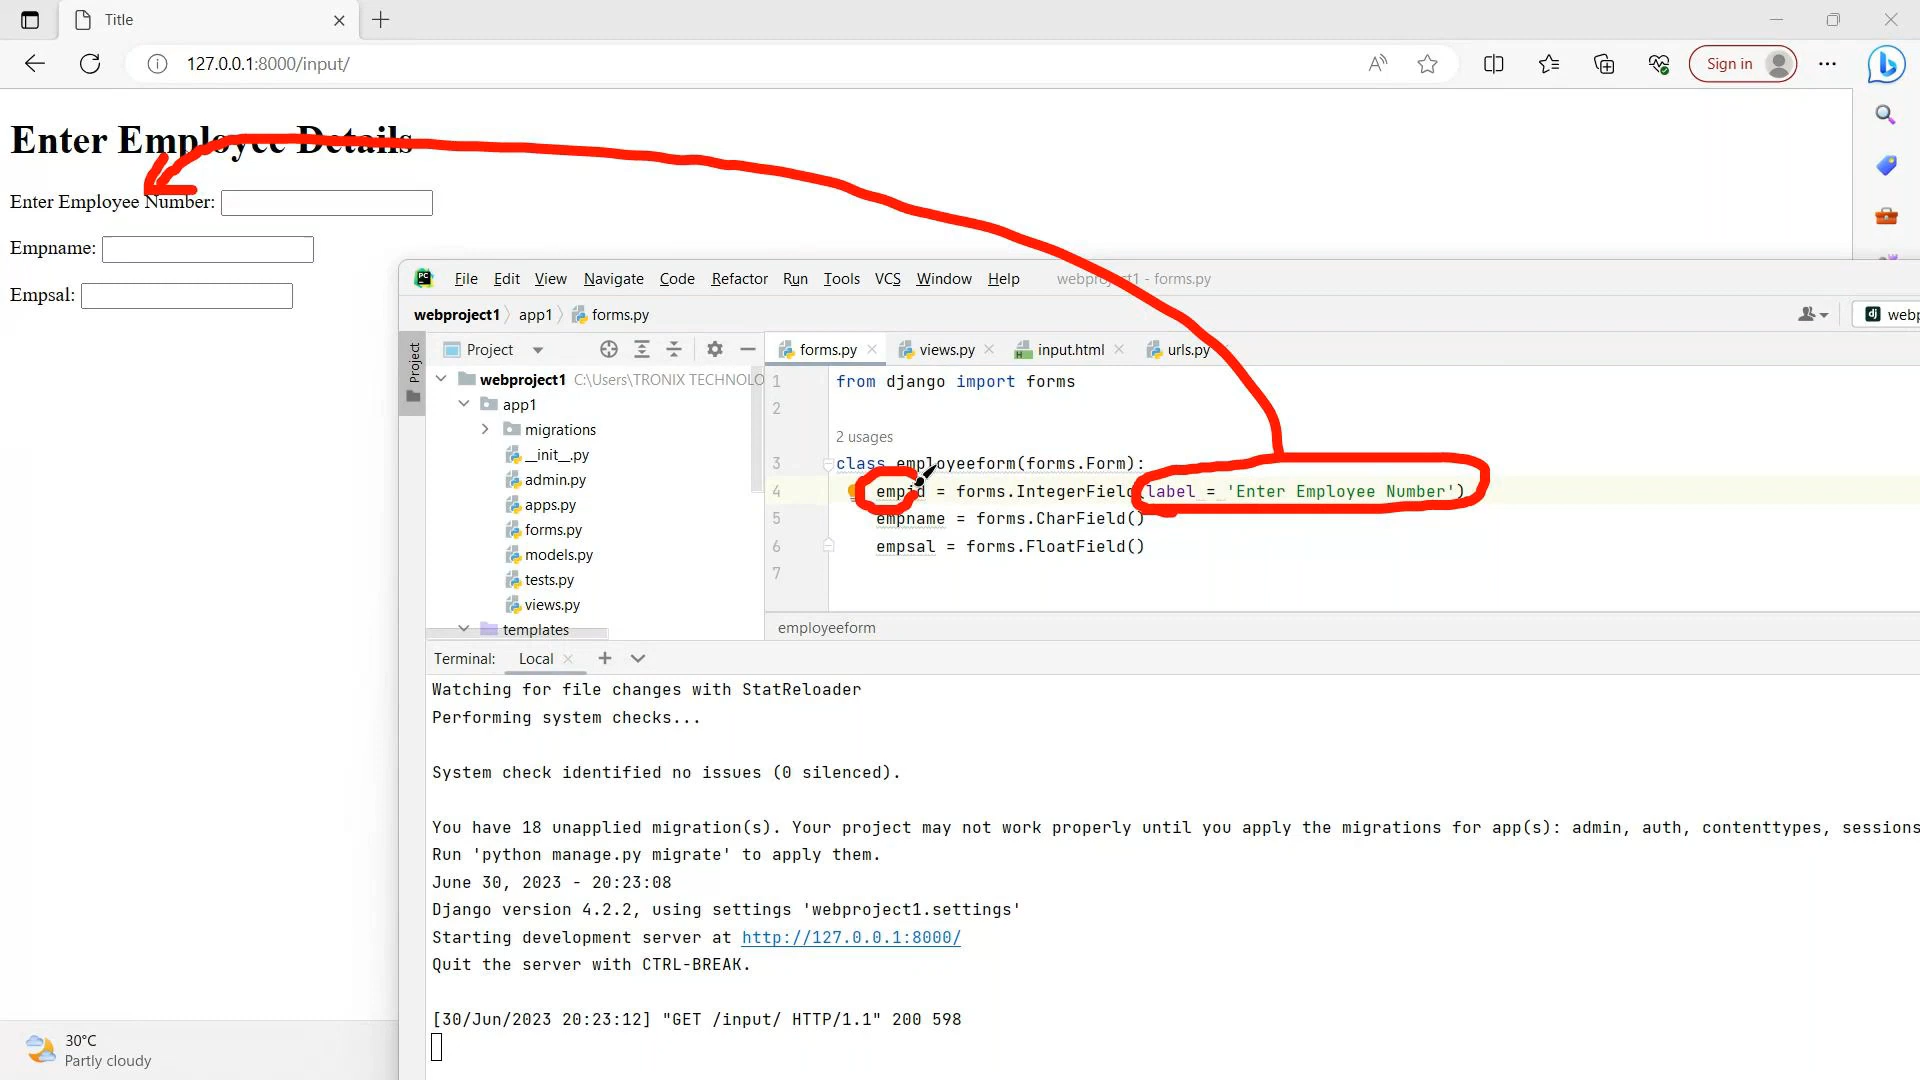 Title
127.0.0.1:8000/input/
Sign in
Enter Employee Details
Enter Employee Number:
Empname:
Empsal:
File Edit View Navigate Code Refactor Run Tools VCS Window Help webproject1 - forms.py
webproject1 app1 forms.py
webp
Project
Project
forms.py views.py input.html urls.py
webproject1 C:\Users\TRONIX TECHNOLO
app1
migrations
__init__.py
admin.py
apps.py
forms.py
models.py
tests.py
views.py
templates
1 from django import forms
2
2 usages
3 class employeeform(forms.Form):
4 empid = forms.IntegerField(label = 'Enter Employee Number')
5 empname = forms.CharField()
6 empsal = forms.FloatField()
7
employeeform
Terminal: Local
Watching for file changes with StatReloader
Performing system checks...
System check identified no issues (0 silenced).
You have 18 unapplied migration(s). Your project may not work properly until you apply the migrations for app(s): admin, auth, contenttypes, sessions
Run 'python manage.py migrate' to apply them.
June 30, 2023 - 20:23:08
Django version 4.2.2, using settings 'webproject1.settings'
Starting development server at http://127.0.0.1:8000/
Quit the server with CTRL-BREAK.
[30/Jun/2023 20:23:12] "GET /input/ HTTP/1.1" 200 598
30°C
Partly cloudy